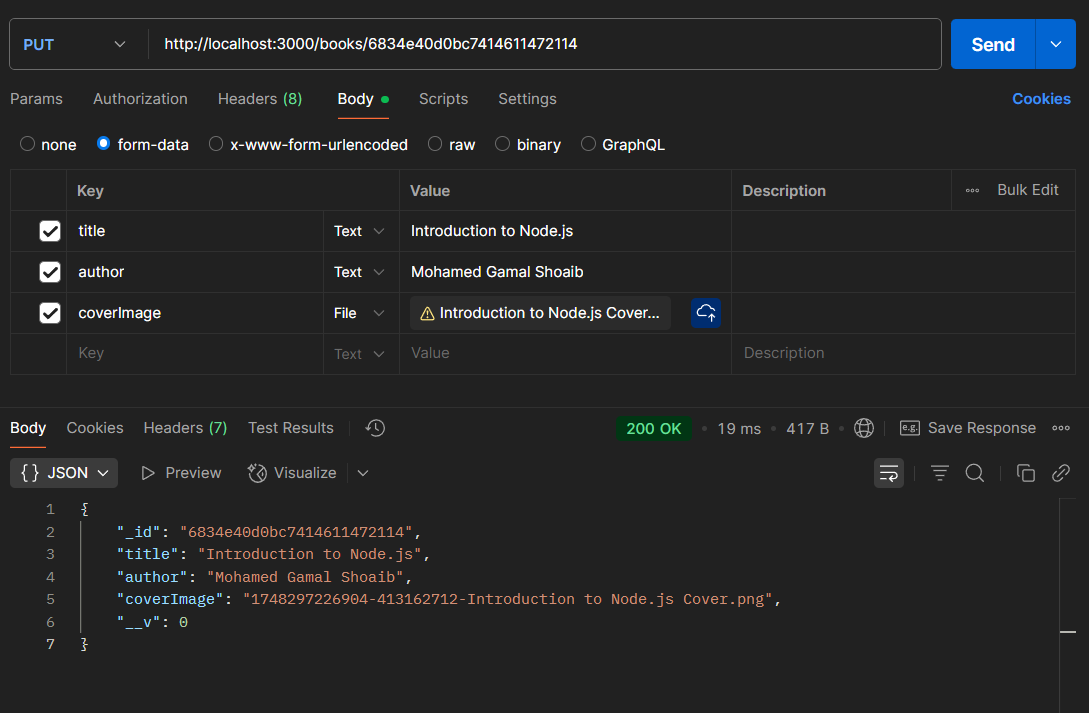 PUT http://localhost:3000/books/6834e40d0bc7414611472114 Send
Params Authorization Headers (8) Body Scripts Settings Cookies
none form-data x-www-form-urlencoded raw binary GraphQL
Key Value Description Bulk Edit
title Text Introduction to Node.js
author Text Mohamed Gamal Shoaib
coverImage File Introduction to Node.js Cover...
Key Text Value Description
Body Cookies Headers (7) Test Results 200 OK • 19 ms • 417 B • e.g. Save Response
{} JSON Preview Visualize
1 {
2 "_id": "6834e40d0bc7414611472114",
3 "title": "Introduction to Node.js",
4 "author": "Mohamed Gamal Shoaib",
5 "coverImage": "1748297226904-413162712-Introduction to Node.js Cover.png",
6 "__v": 0
7 }